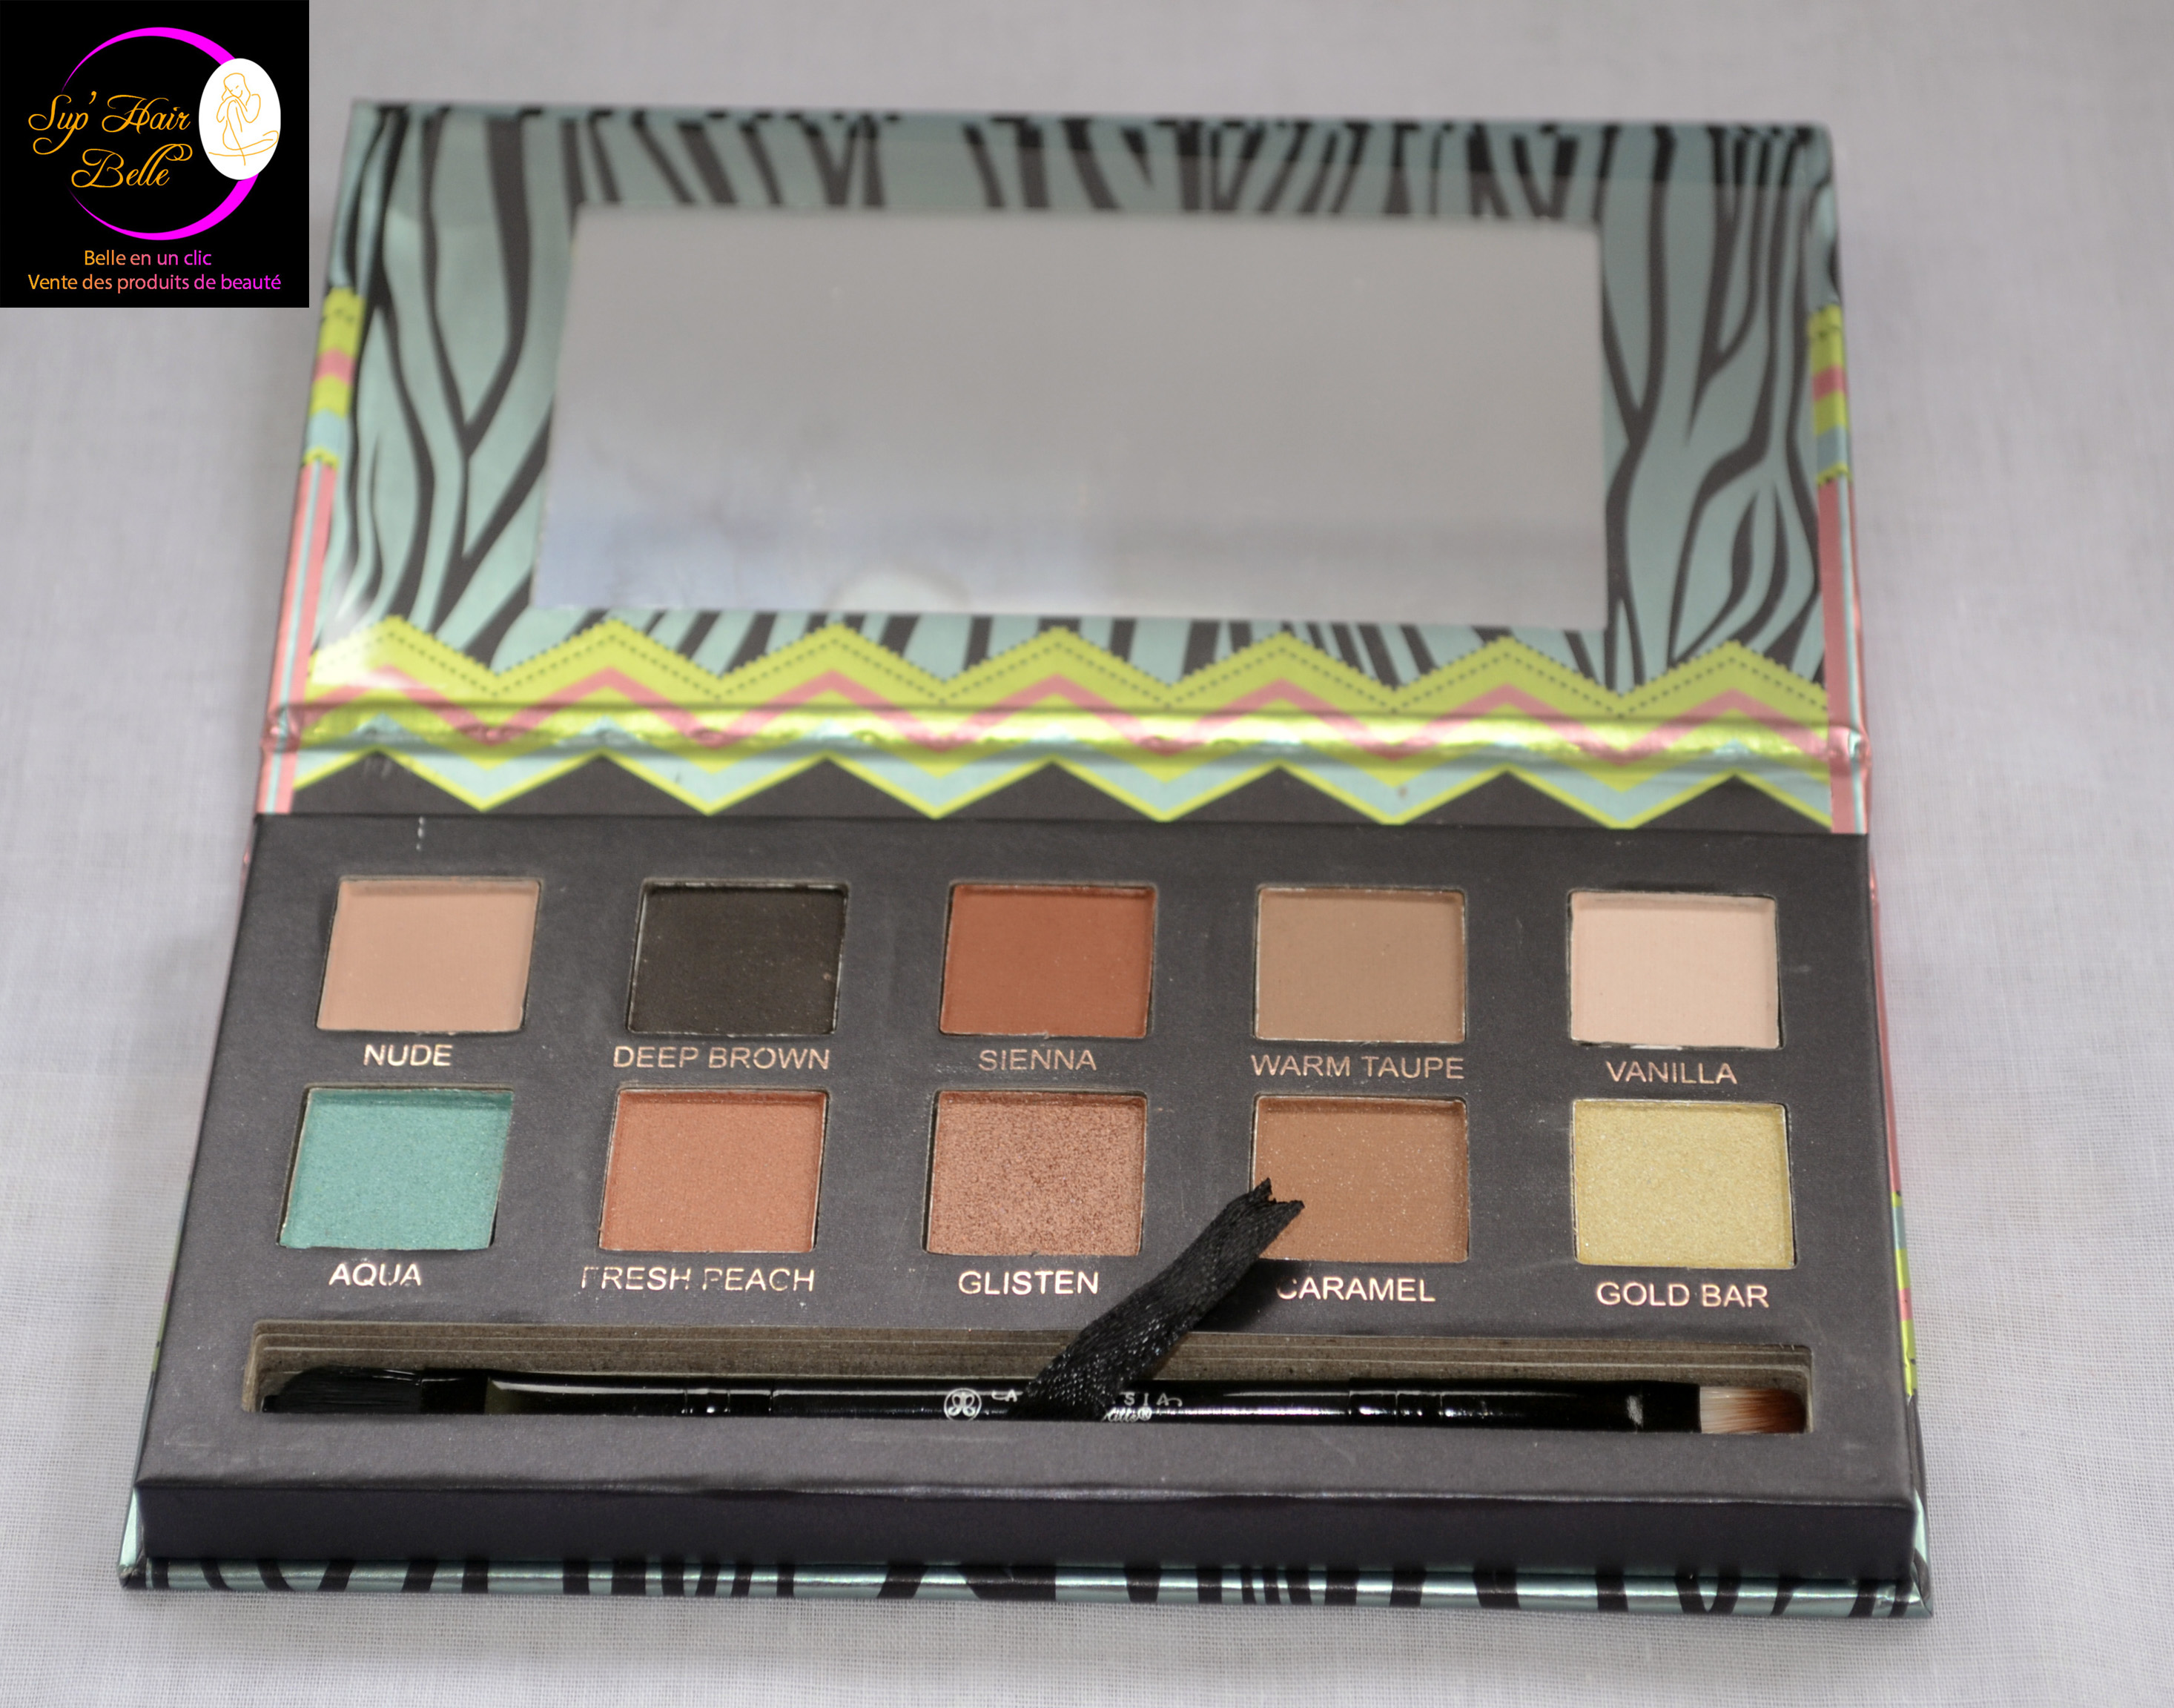 Sup' Hair
Belle
Belle en un clic
Vente des produits de beauté
NUDE
DEEP BROWN
SIENNA
WARM TAUPE
VANILLA
AQUA
FRESH PEACH
GLISTEN
CARAMEL
GOLD BAR